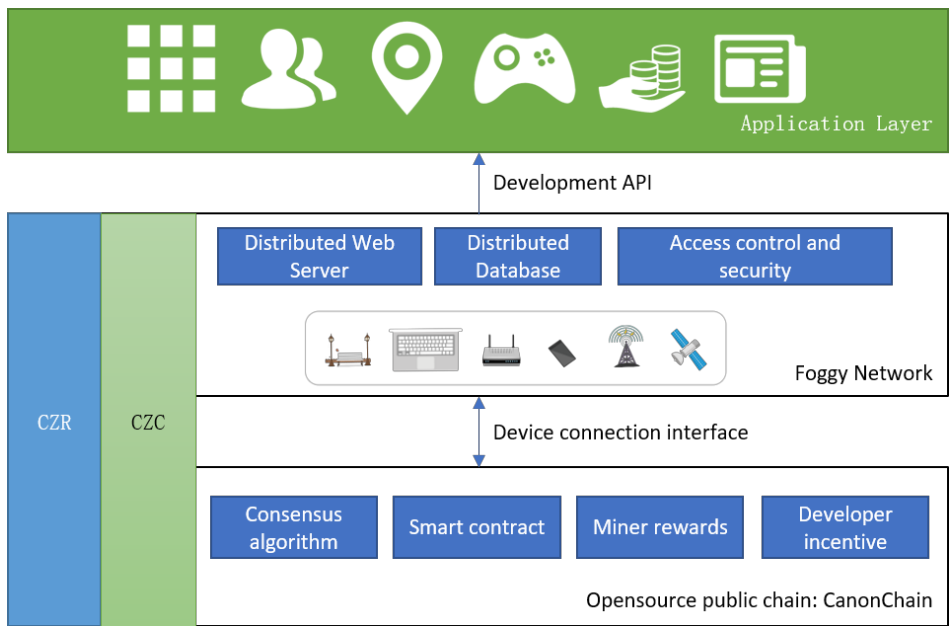 Application Layer
Development API
Distributed Web
Server
Distributed
Database
Access control and
security
Foggy Network
CZR
CZC
Device connection interface
Consensus
algorithm
Smart contract
Miner rewards
Developer
incentive
Opensource public chain: CanonChain